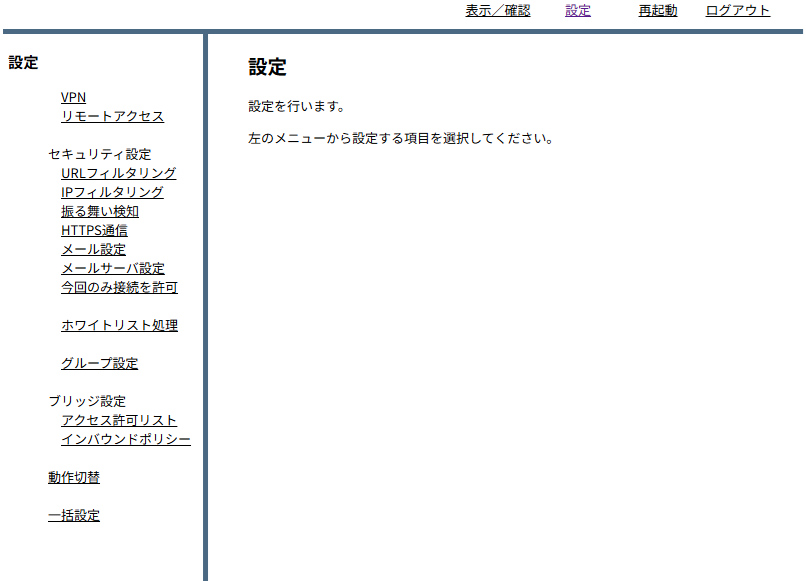 表示／確認 設定 再起動 ログアウト
設定
VPN
リモートアクセス
セキュリティ設定
URLフィルタリング
IPフィルタリング
振る舞い検知
HTTPS通信
メール設定
メールサーバ設定
今回のみ接続を許可
ホワイトリスト処理
グループ設定
ブリッジ設定
アクセス許可リスト
インバウンドポリシー
動作切替
一括設定
設定
設定を行います。
左のメニューから設定する項目を選択してください。